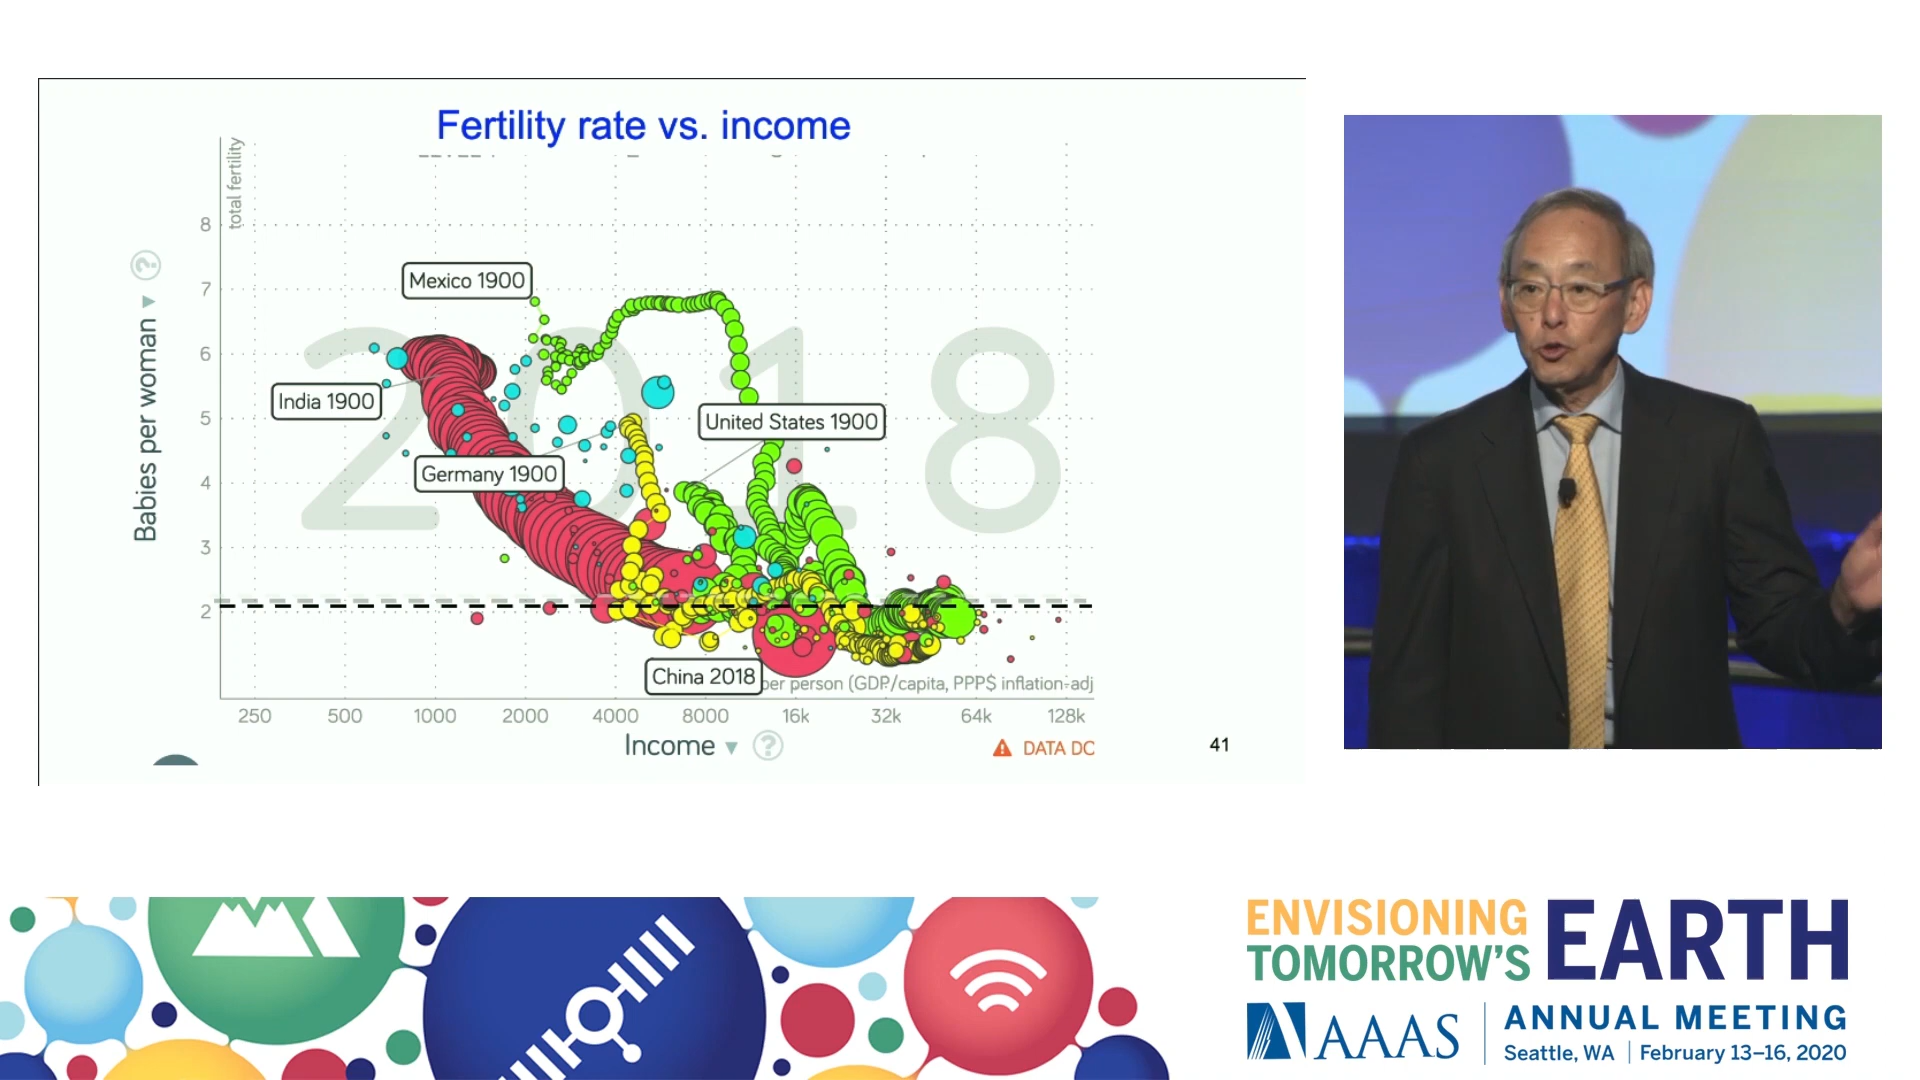 Fertility rate vs. income
total fertility
Babies per woman ▼ ?
8
7
6
5
4
3
2
2018
Mexico 1900
India 1900
United States 1900
Germany 1900
China 2018
per person (GDP/capita, PPP$ inflation-adj
250 500 1000 2000 4000 8000 16k 32k 64k 128k
Income ▼ ?
DATA DO
41
ENVISIONING
TOMORROW'S
EARTH
AAAS
ANNUAL MEETING
Seattle, WA | February 13–16, 2020